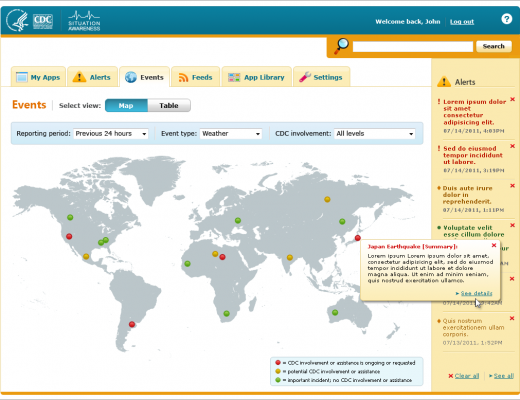 CDC
SITUATION
AWARENESS
Welcome back, John
Log out
?
Search
My Apps
Alerts
Events
Feeds
App Library
Settings
Events
Select view:
Map
Table
Reporting period:
Previous 24 hours
Event type:
Weather
CDC involvement:
All levels
Japan Earthquake [Summary]:
Lorem ipsum dolor sit amet,
consectetur adipisicing elit, sed do eiusmod
tempor incididunt ut labore et dolore
magna aliqua. Ut enim ad minim veniam,
quis nostrud exercitation ullamco.
See details
= CDC involvement or assistance is ongoing or requested
= potential CDC involvement or assistance
= important incident; no CDC involvement or assistance
Alerts
! Lorem ipsum dolor
sit amet
consectetur
adipisicing elit.
07/14/2011, 4:03PM
! Sed do eiusmod
tempor incididunt
ut labore.
07/14/2011, 3:19PM
Duis aute irure
dolor in
reprehenderit.
07/14/2011, 1:11PM
Voluptate velit
esse cillum dolore
Quis nostrum
exercitationem ullam
corporis.
07/13/2011, 1:52PM
Clear all
See all